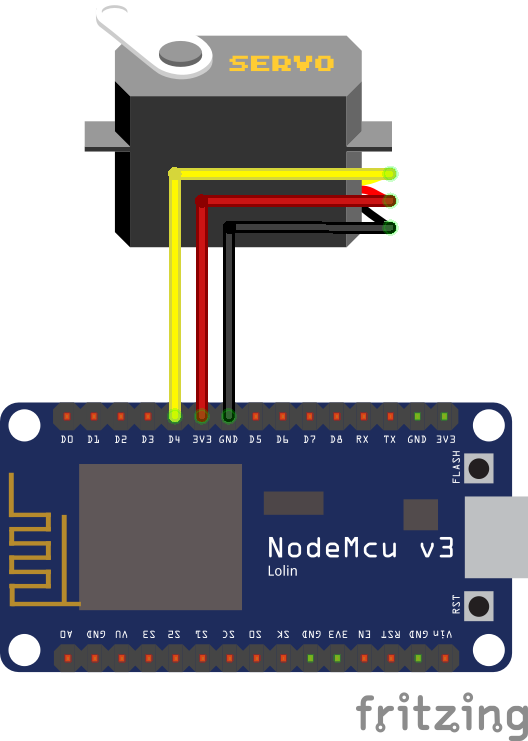 SERVO
D0 D1 D2 D3 D4 3V3 GND D5 D6 D7 D8 RX TX GND 3V3
FLASH
NodeMcu v3
Lolin
RST
A0 GND VU S3 S2 S1 SC S0 SK GND 3V3 EN RST GND Vin
fritzing